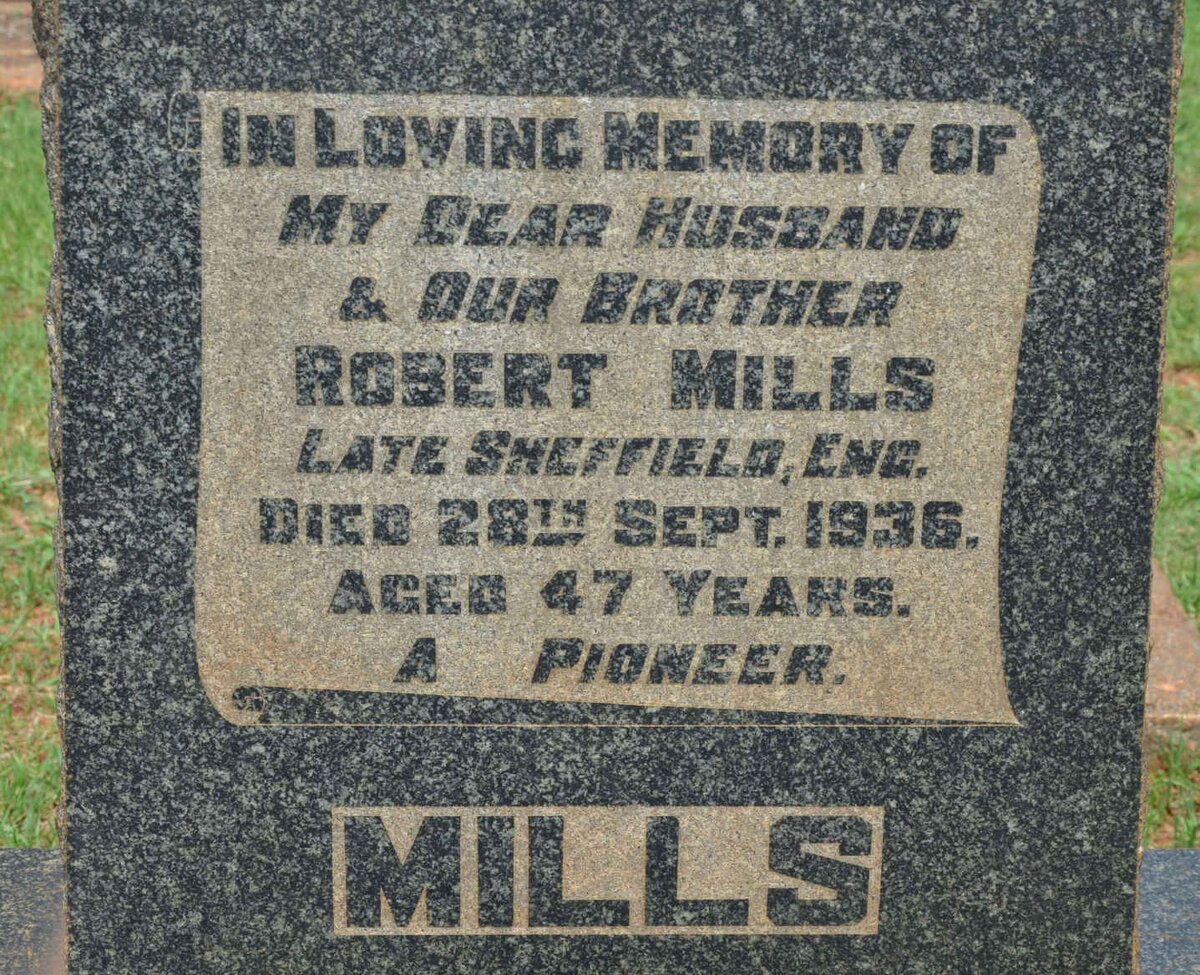 IN LOVING MEMORY OF
MY DEAR HUSBAND
& OUR BROTHER
ROBERT MILLS
LATE SHEFFIELD, ENG.
DIED 28TH SEPT. 1936.
AGED 47 YEARS.
A PIONEER.
MILLS